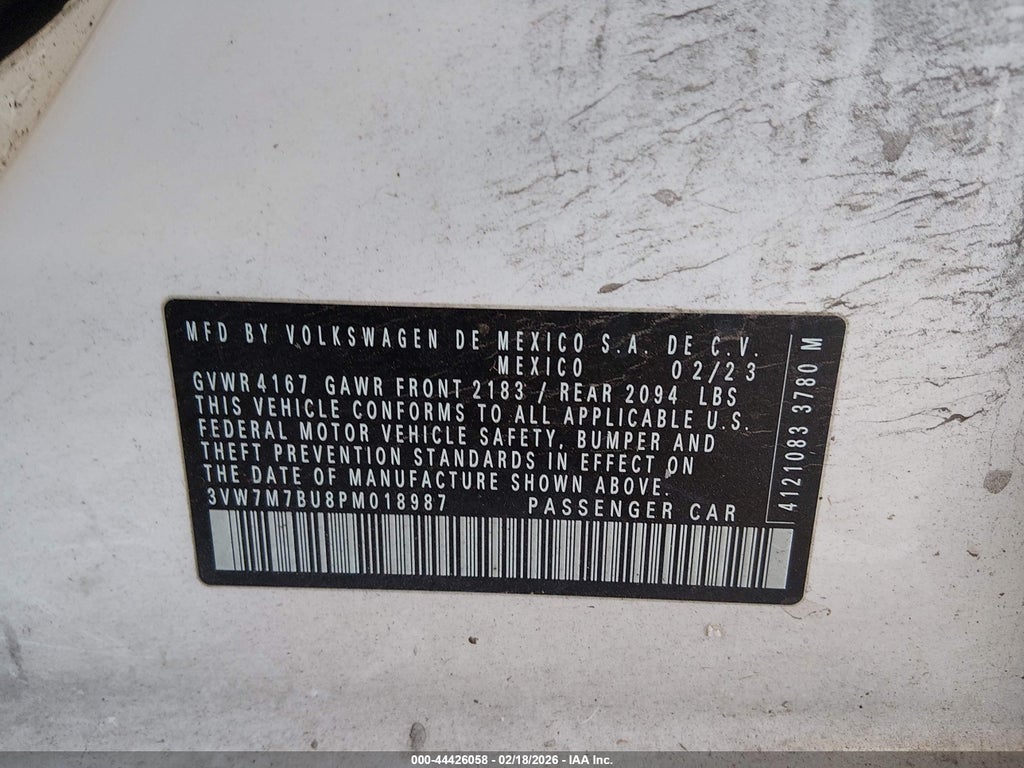 MFD BY VOLKSWAGEN DE MEXICO S.A. DE C.V.
MEXICO 02/23
GVWR 4167 GAWR FRONT 2183 / REAR 2094 LBS
THIS VEHICLE CONFORMS TO ALL APPLICABLE U.S.
FEDERAL MOTOR VEHICLE SAFETY, BUMPER AND
THEFT PREVENTION STANDARDS IN EFFECT ON
THE DATE OF MANUFACTURE SHOWN ABOVE.
3VW7M7BU8PM018987 PASSENGER CAR
4121083 3780 M
000-44426058 - 02/18/2026 - IAA Inc.